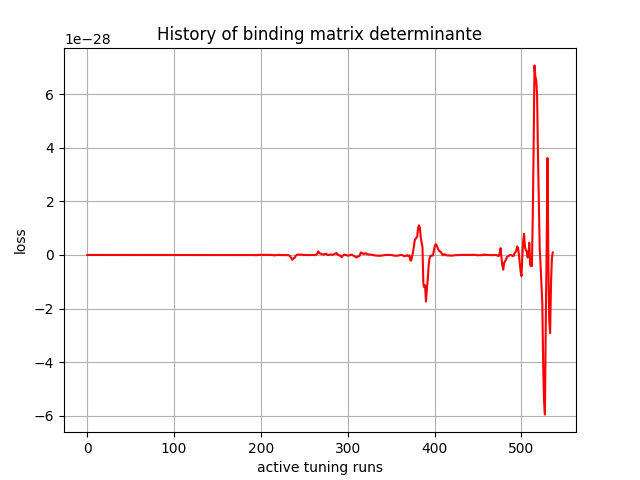 History of binding matrix determinante
1e−28
6
4
2
0
−2
−4
−6
loss
0 100 200 300 400 500
active tuning runs